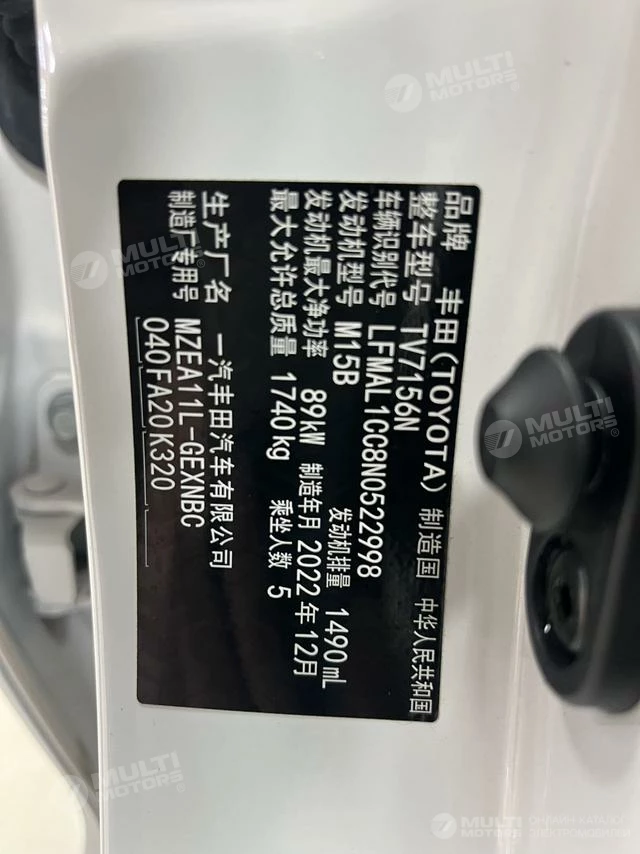 品牌 丰田(TOYOTA) 制造国 中华人民共和国
整车型号 TV7156N
车辆识别代号 LFMAL1CC8N0522998
发动机型号 M15B 发动机排量 1490mL
发动机最大净功率 89kW 制造年月 2022年12月
最大允许总质量 1740kg 乘坐人数 5
生产厂名 一汽丰田汽车有限公司
制造厂专用号 MZEA11L-GEXNBC
040FA20K320
MULTI MOTORS®
MULTI MOTORS®
MULTI MOTORS®
MULTI MOTORS®
MULTI MOTORS®
ОНЛАЙН-КАТАЛОГ
ЭЛЕКТРОМОБИЛЕЙ